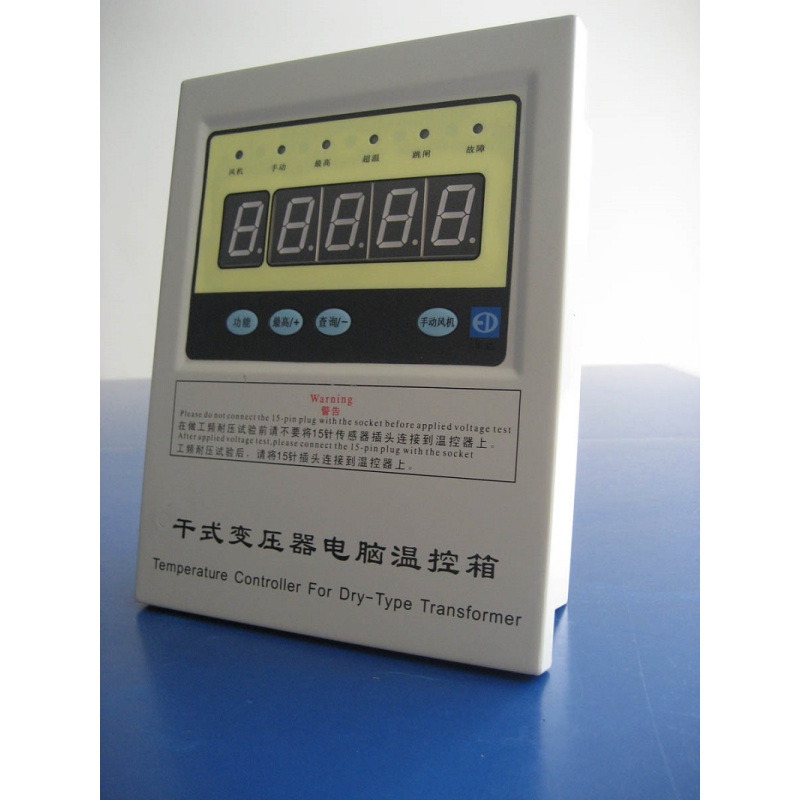 风机 手动 最高 超温 跳闸 故障
8.8.8.8.8.
功能 最高/+ 查询/- 手动风机
Warning
警告
Please do not connect the 15-pin plug with the socket before applied voltage test
在做工频耐压试验前请不要将15针传感器插头连接到温控器上。
After applied voltage test,please connect the 15-pin plug with the socket
工频耐压试验后，请将15针插头连接到温控器上。
干式变压器电脑温控箱
Temperature Controller For Dry-Type Transformer